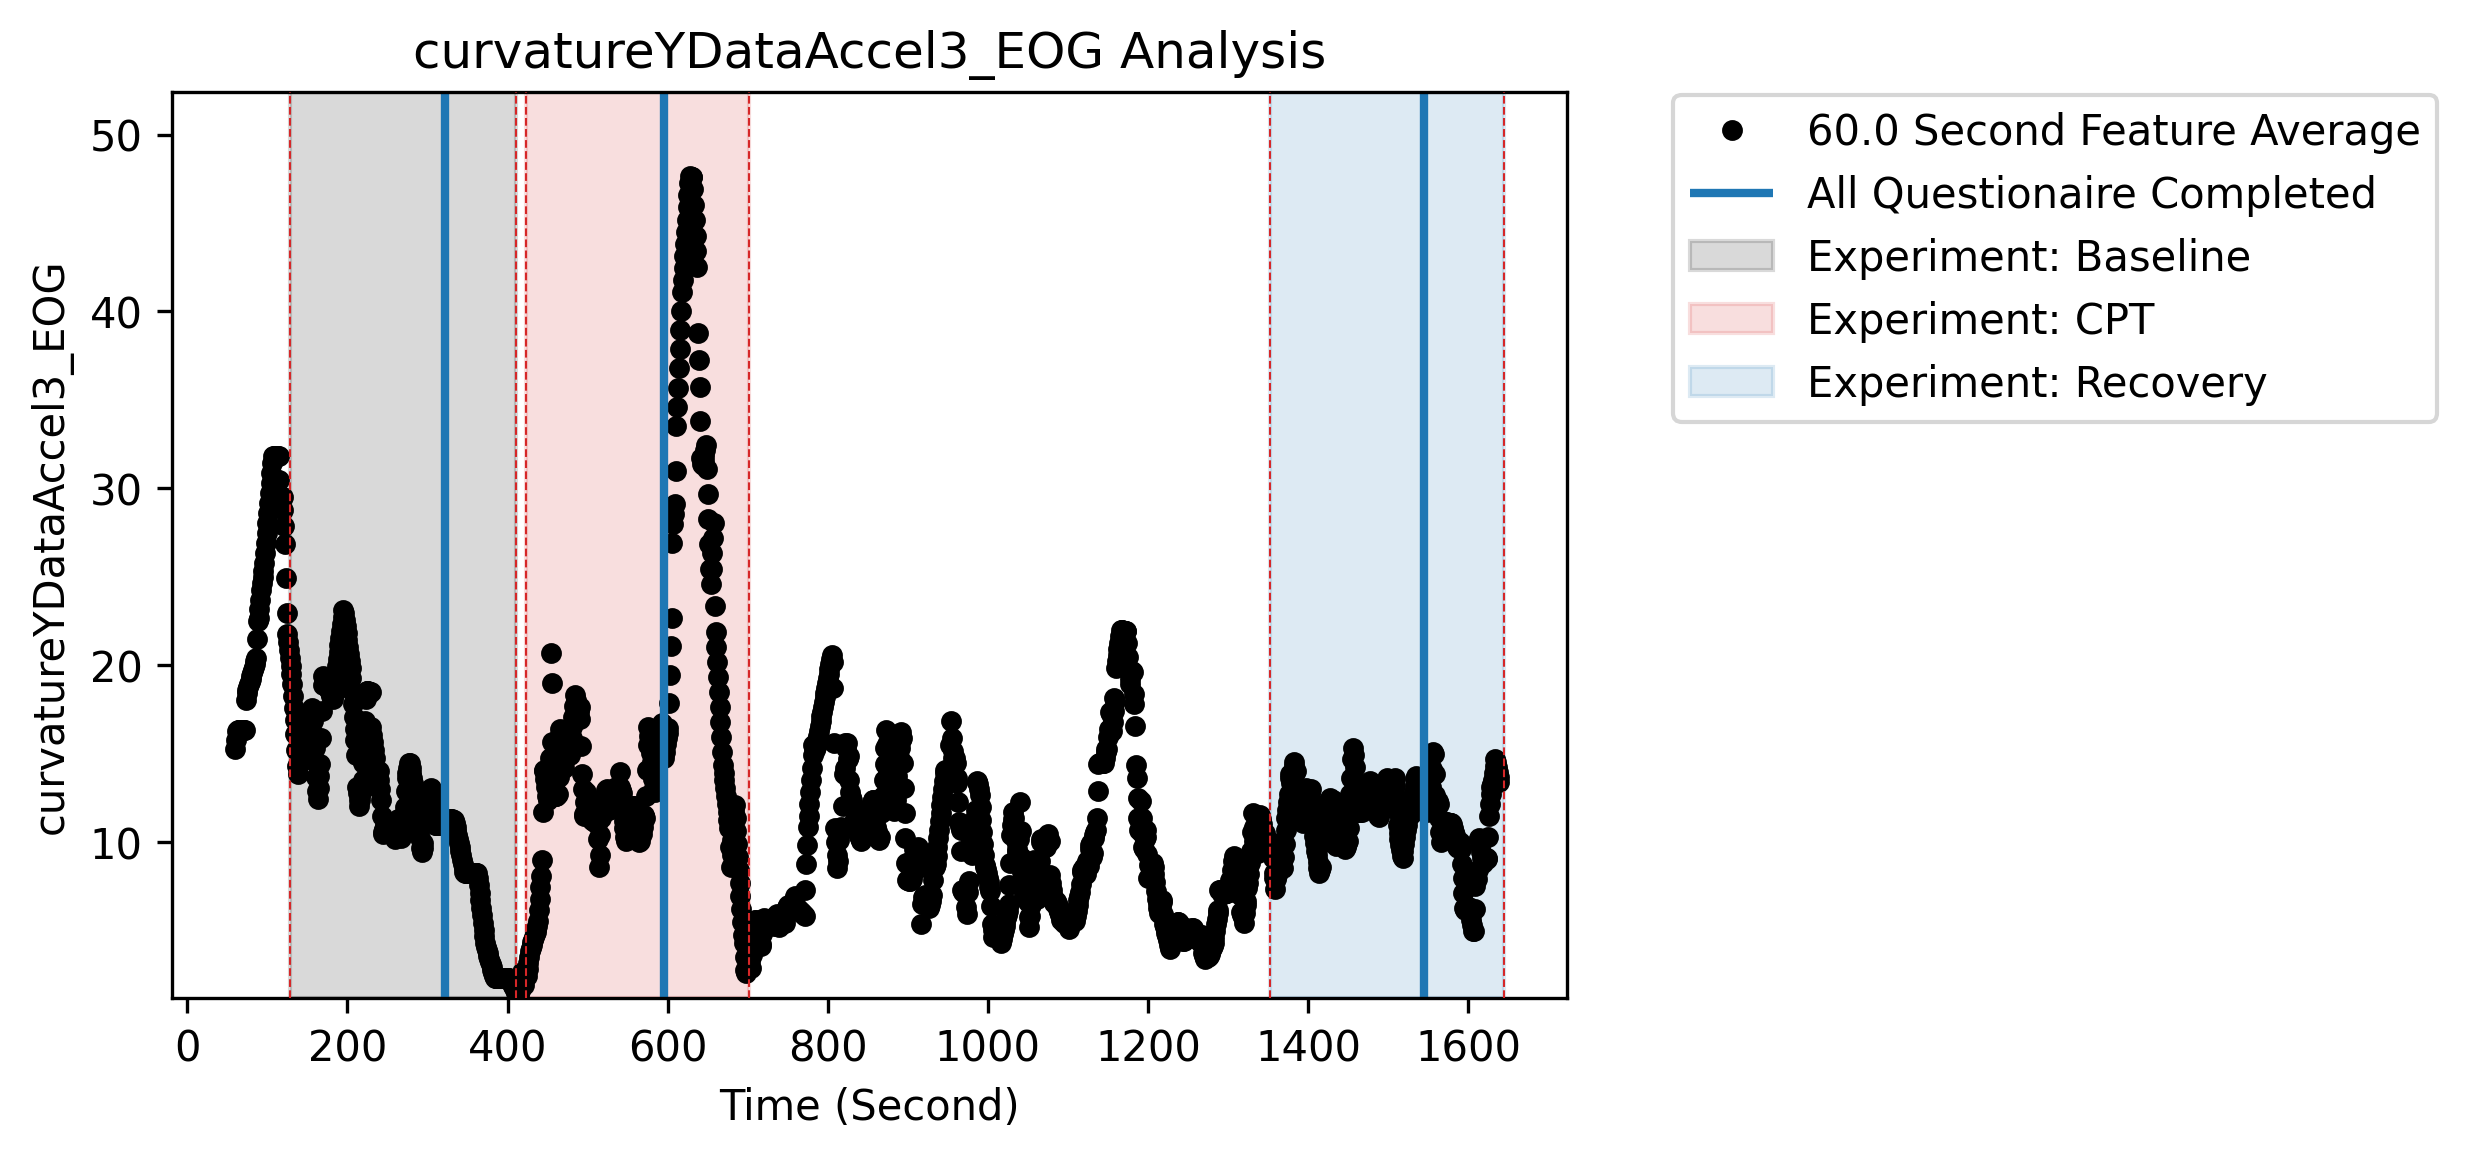 curvatureYDataAccel3_EOG Analysis
curvatureYDataAccel3_EOG
50
40
30
20
10
0
200
400
600
800
1000
1200
1400
1600
Time (Second)
60.0 Second Feature Average
All Questionaire Completed
Experiment: Baseline
Experiment: CPT
Experiment: Recovery